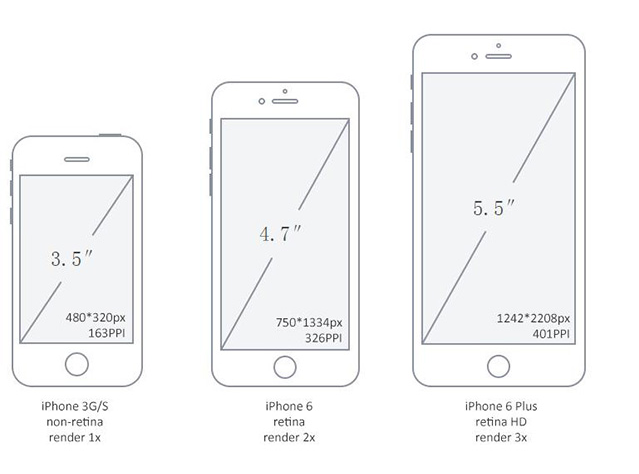 3.5″
480*320px
163PPI
iPhone 3G/S
non-retina
render 1x
4.7″
750*1334px
326PPI
iPhone 6
retina
render 2x
5.5″
1242*2208px
401PPI
iPhone 6 Plus
retina HD
render 3x